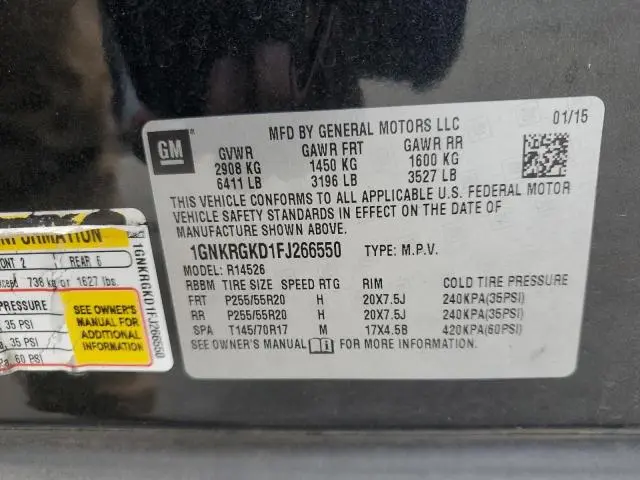 GM
MFD BY GENERAL MOTORS LLC 01/15
GVWR GAWR FRT GAWR RR
2908 KG 1450 KG 1600 KG
6411 LB 3196 LB 3527 LB
THIS VEHICLE CONFORMS TO ALL APPLICABLE U.S. FEDERAL MOTOR
VEHICLE SAFETY STANDARDS IN EFFECT ON THE DATE OF
MANUFACTURE SHOWN ABOVE.
1GNKRGKD1FJ266550 TYPE: M.P.V.
MODEL: R14526
RBBM TIRE SIZE SPEED RTG RIM COLD TIRE PRESSURE
FRT P255/55R20 H 20X7.5J 240KPA(35PSI)
RR P255/55R20 H 20X7.5J 240KPA(35PSI)
SPA T145/70R17 M 17X4.5B 420KPA(60PSI)
SEE OWNER'S MANUAL i FOR MORE INFORMATION.
INFORMATION
ONT 2 REAR 6
xcept 738 kg or 1627 lbs.
PRESSURE
, 35 PSI
, 35 PSI
Pa, 60 PSI
SEE OWNER'S
MANUAL FOR
ADDITIONAL
INFORMATION
1GNKRGKD1FJ266550